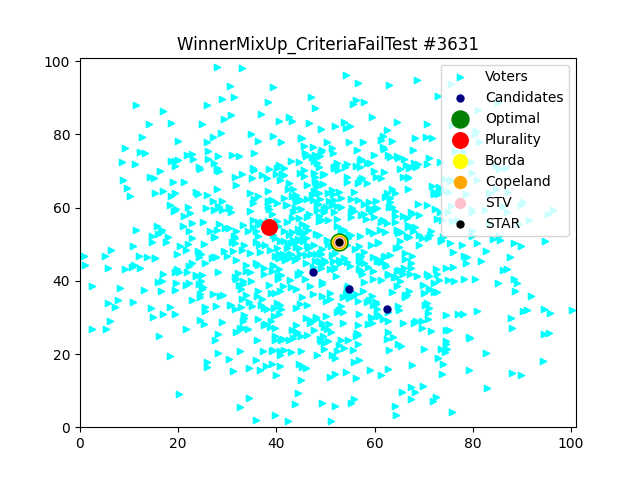 WinnerMixUp_CriteriaFailTest #3631
100
80
60
40
20
0
0
20
40
60
80
100
Voters
Candidates
Optimal
Plurality
Borda
Copeland
STV
STAR